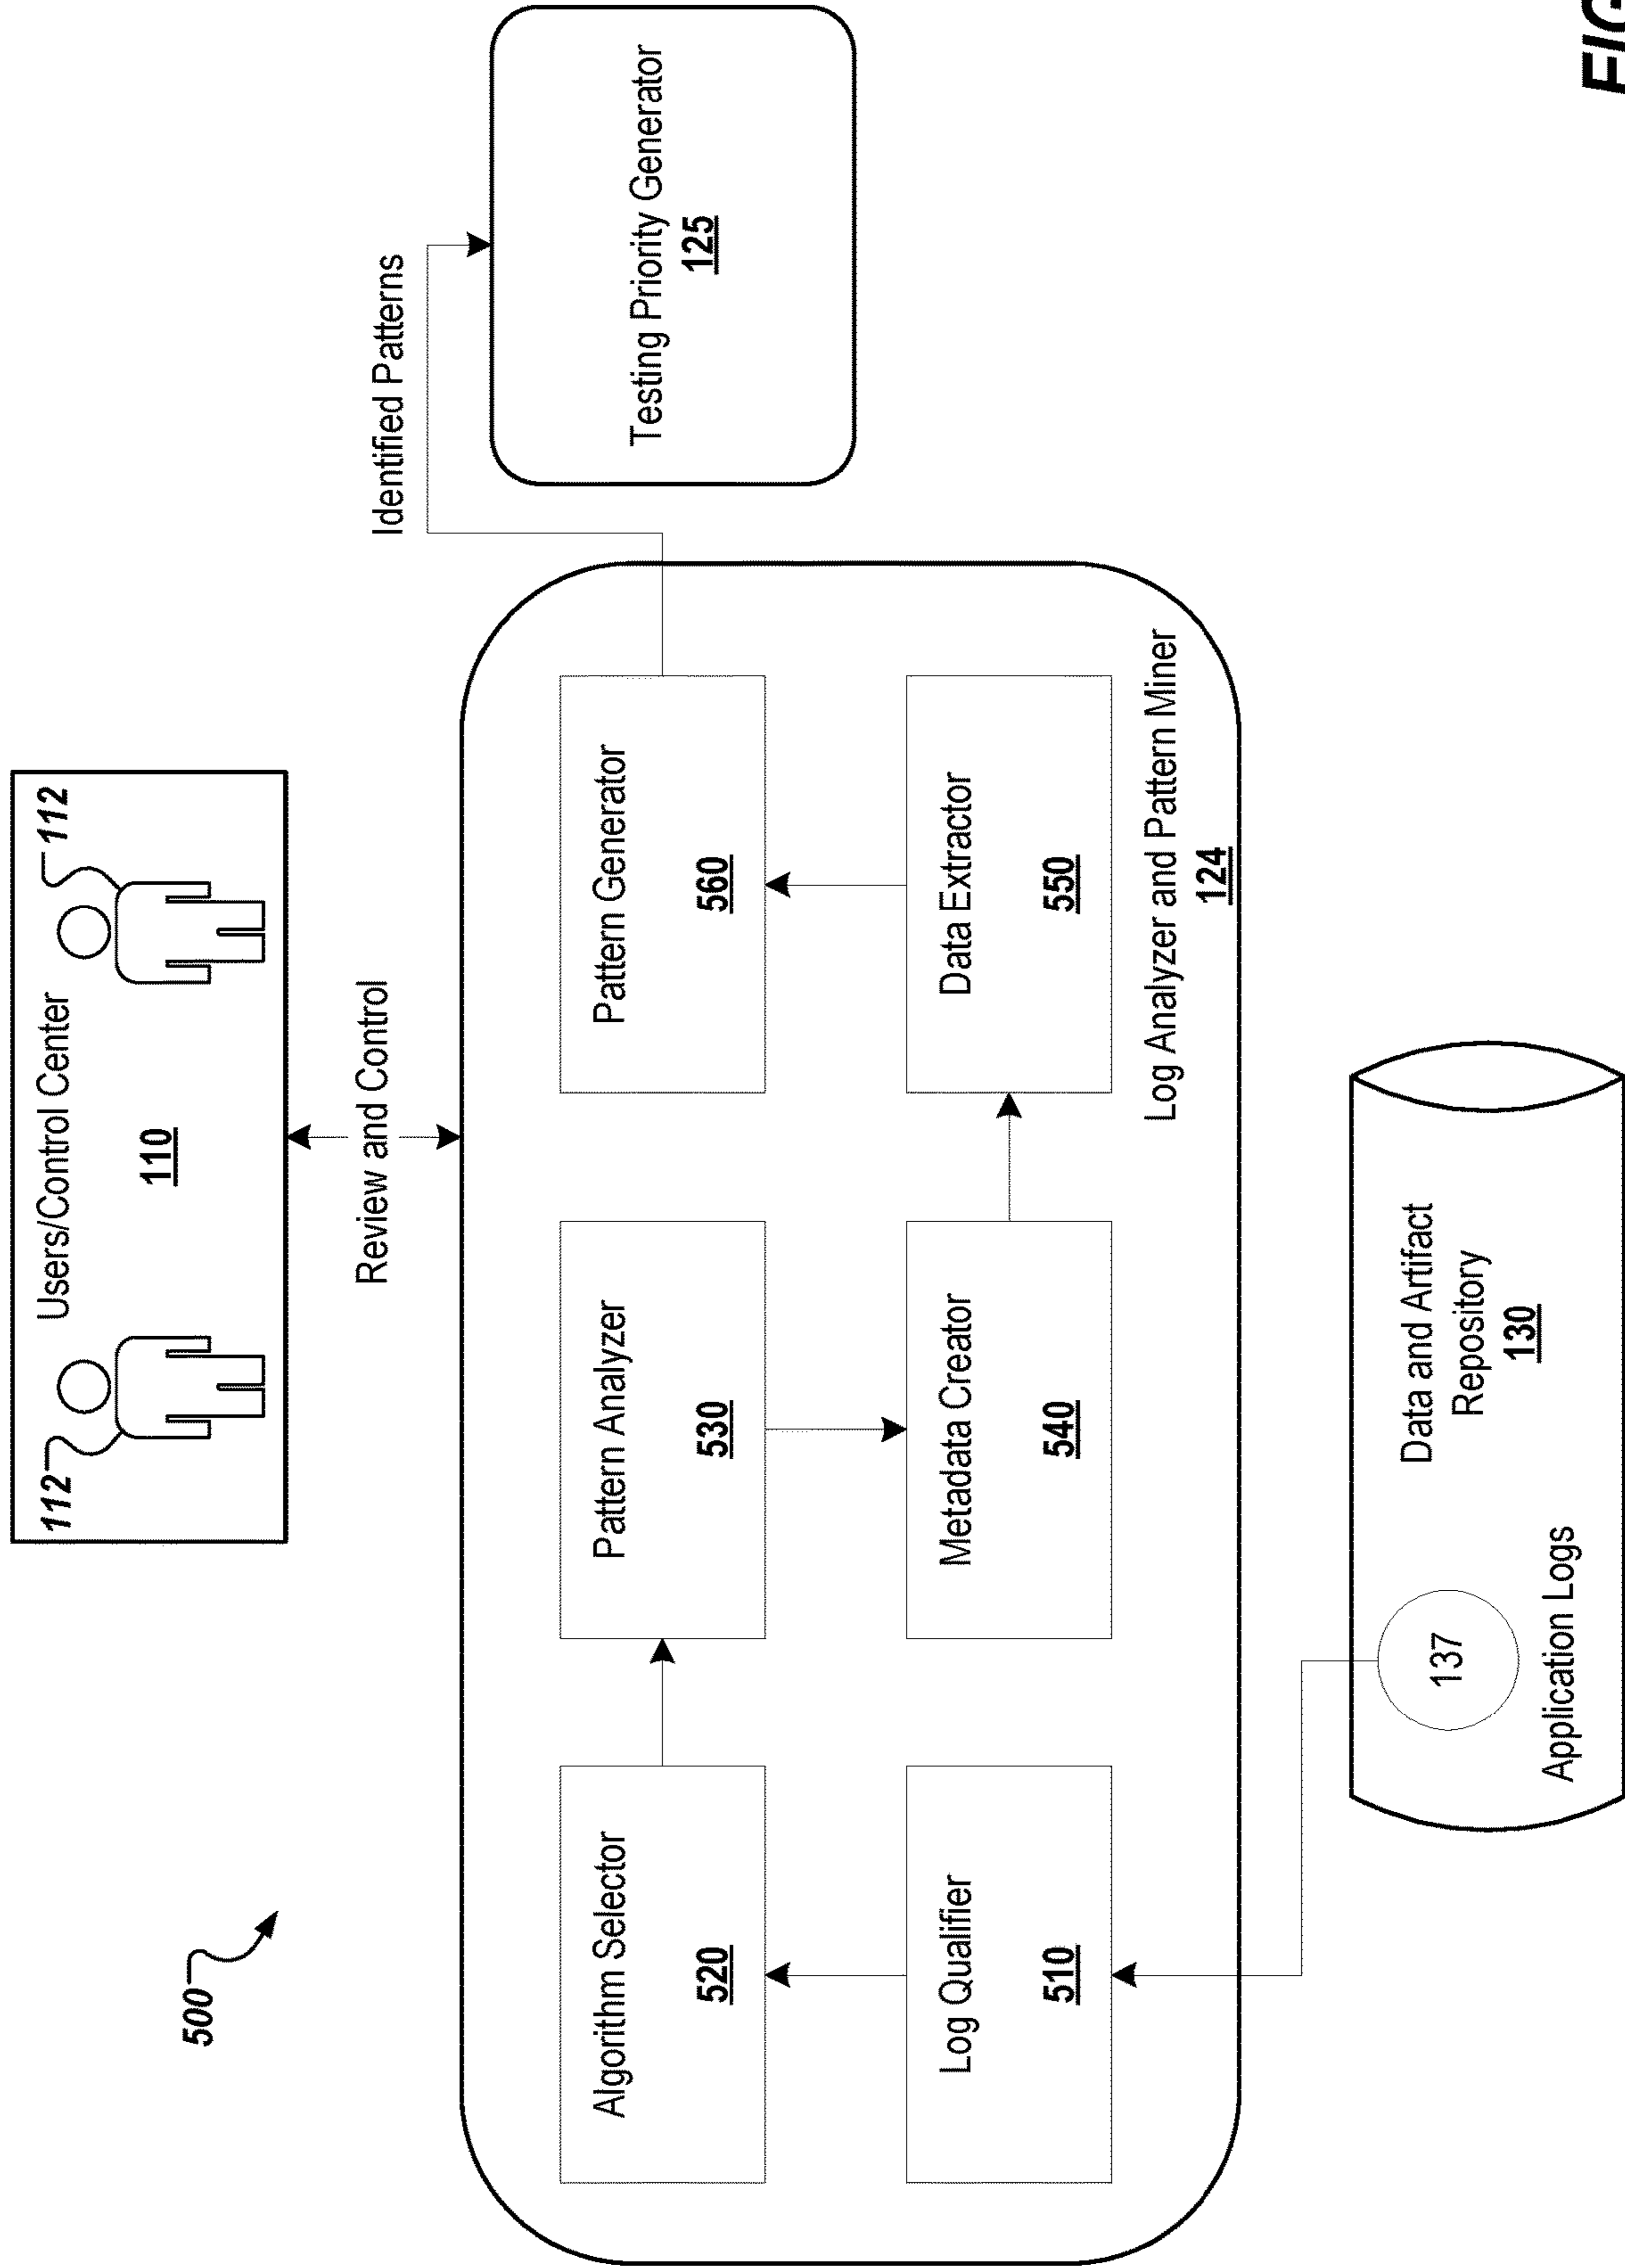 500
112
Users/Control Center
112
110
Review and Control
Identified Patterns
Algorithm Selector
520
Pattern Analyzer
530
Pattern Generator
560
Testing Priority Generator
125
Log Qualifier
510
Metadata Creator
540
Data Extractor
550
Log Analyzer and Pattern Miner
124
137
Application Logs
Data and Artifact
Repository
130